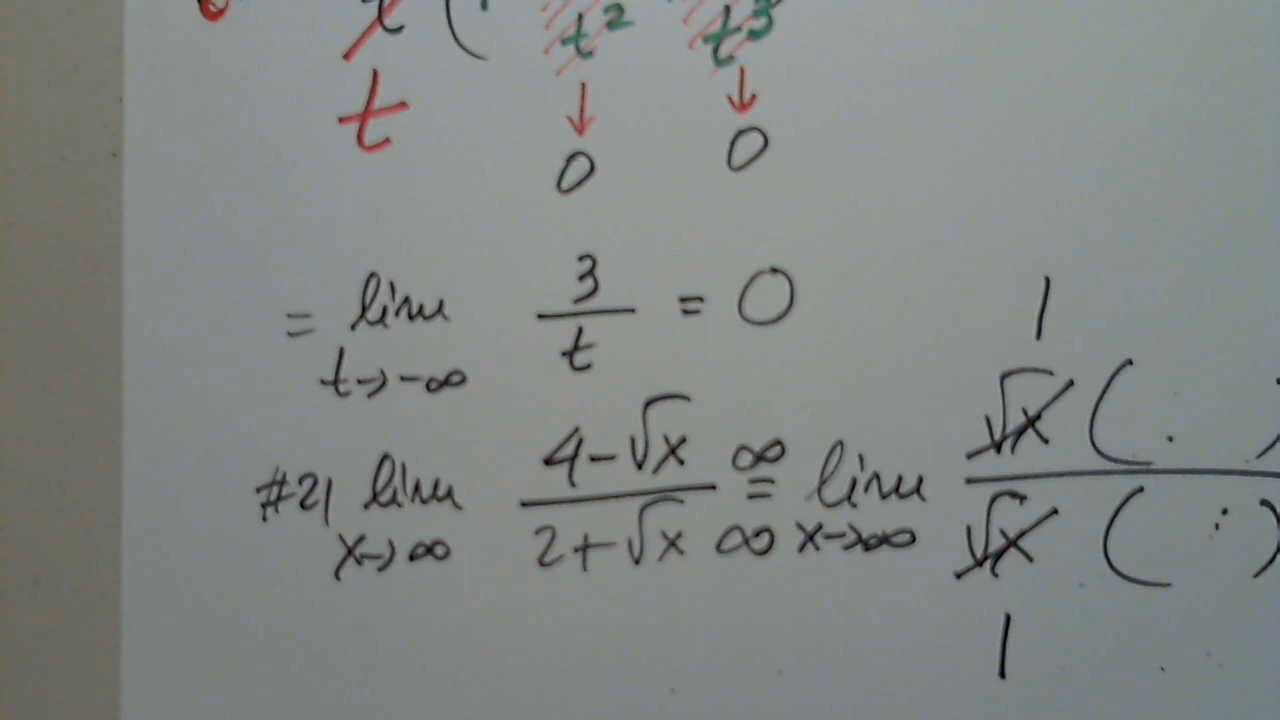 t ( t² t³
t ↓ ↓
0 0
= lim 3/t = 0
t→-∞
1
#21 lim (4-√x)/(2+√x) ∞/∞ = lim √x( . )/√x( )
x→∞ x→∞
1